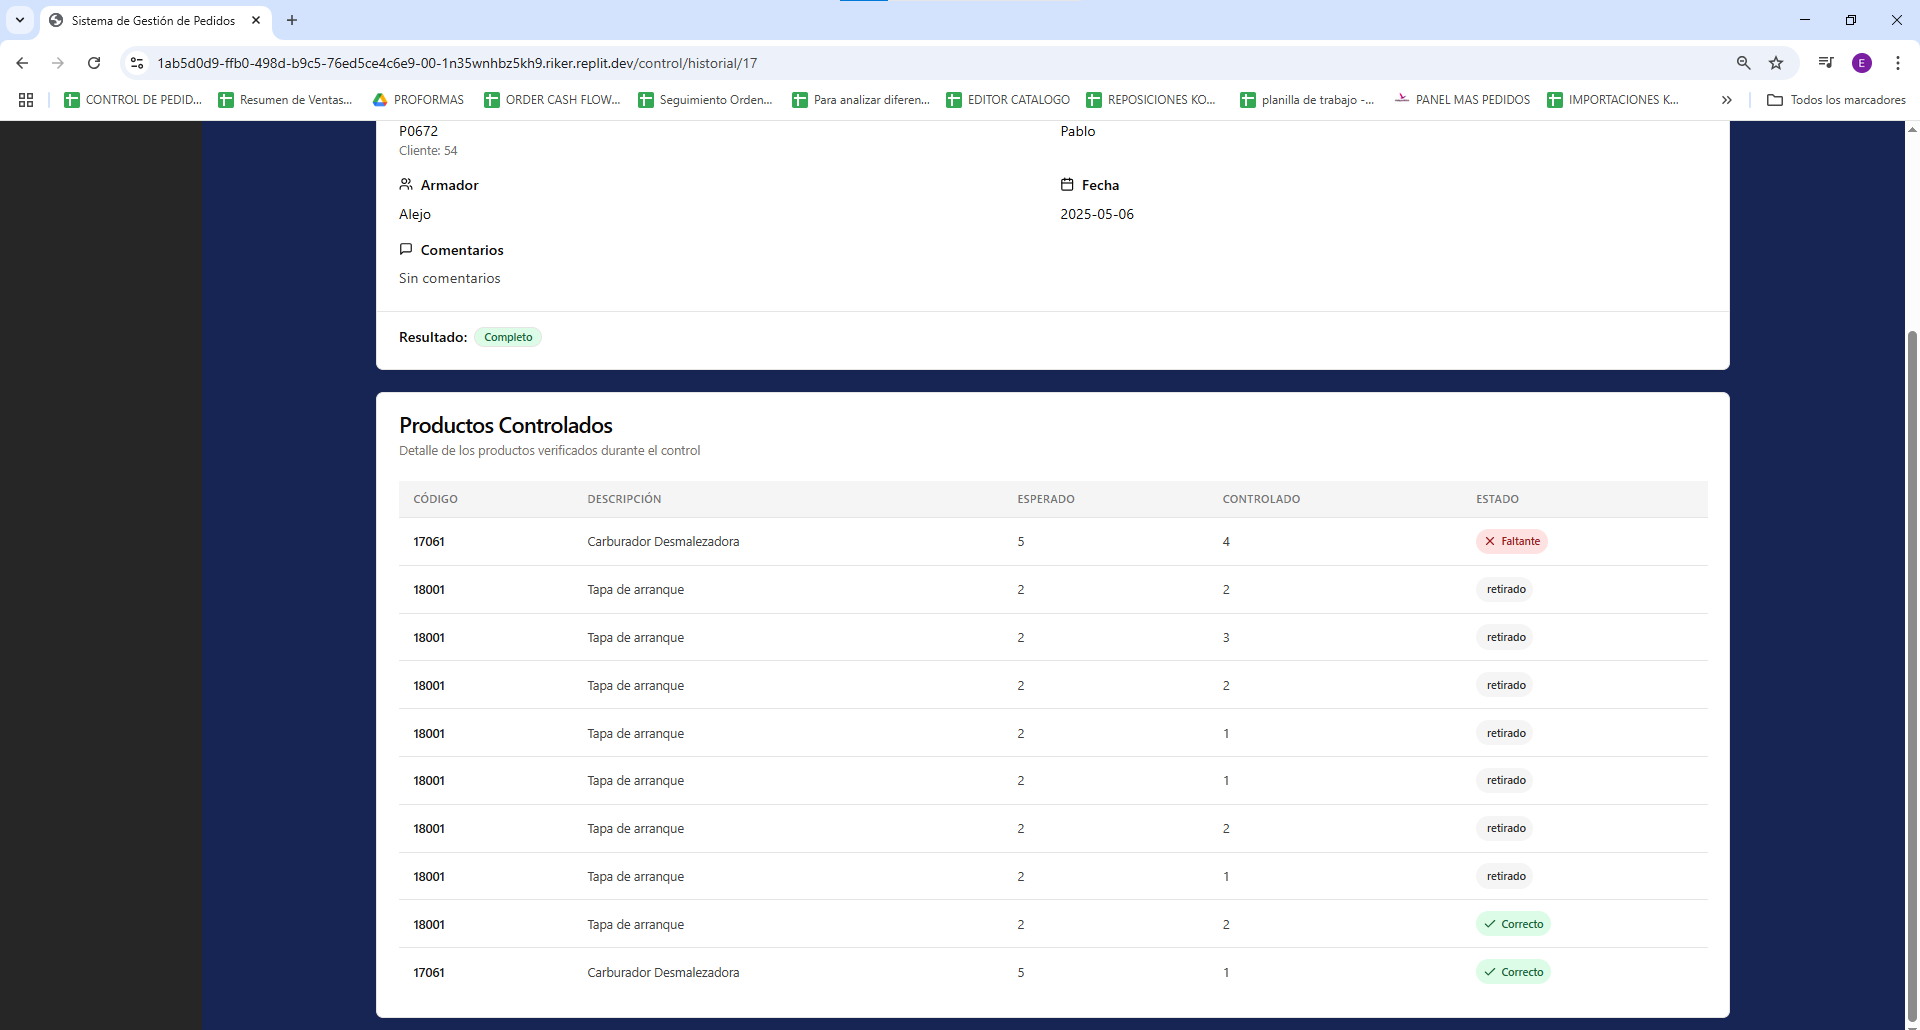 Sistema de Gestión de Pedidos
1ab5d0d9-ffb0-498d-b9c5-76ed5ce4c6e9-00-1n35wnhbz5kh9.riker.replit.dev/control/historial/17
E
CONTROL DE PEDID...
Resumen de Ventas...
PROFORMAS
ORDER CASH FLOW...
Seguimiento Orden...
Para analizar diferen...
EDITOR CATALOGO
REPOSICIONES KO...
planilla de trabajo -...
PANEL MAS PEDIDOS
IMPORTACIONES K...
Todos los marcadores
P0672
Pablo
Cliente: 54
Armador
Fecha
Alejo
2025-05-06
Comentarios
Sin comentarios
Resultado: Completo
Productos Controlados
Detalle de los productos verificados durante el control
CÓDIGO DESCRIPCIÓN ESPERADO CONTROLADO ESTADO
17061 Carburador Desmalezadora 5 4 Faltante
18001 Tapa de arranque 2 2 retirado
18001 Tapa de arranque 2 3 retirado
18001 Tapa de arranque 2 2 retirado
18001 Tapa de arranque 2 1 retirado
18001 Tapa de arranque 2 1 retirado
18001 Tapa de arranque 2 2 retirado
18001 Tapa de arranque 2 1 retirado
18001 Tapa de arranque 2 2 Correcto
17061 Carburador Desmalezadora 5 1 Correcto